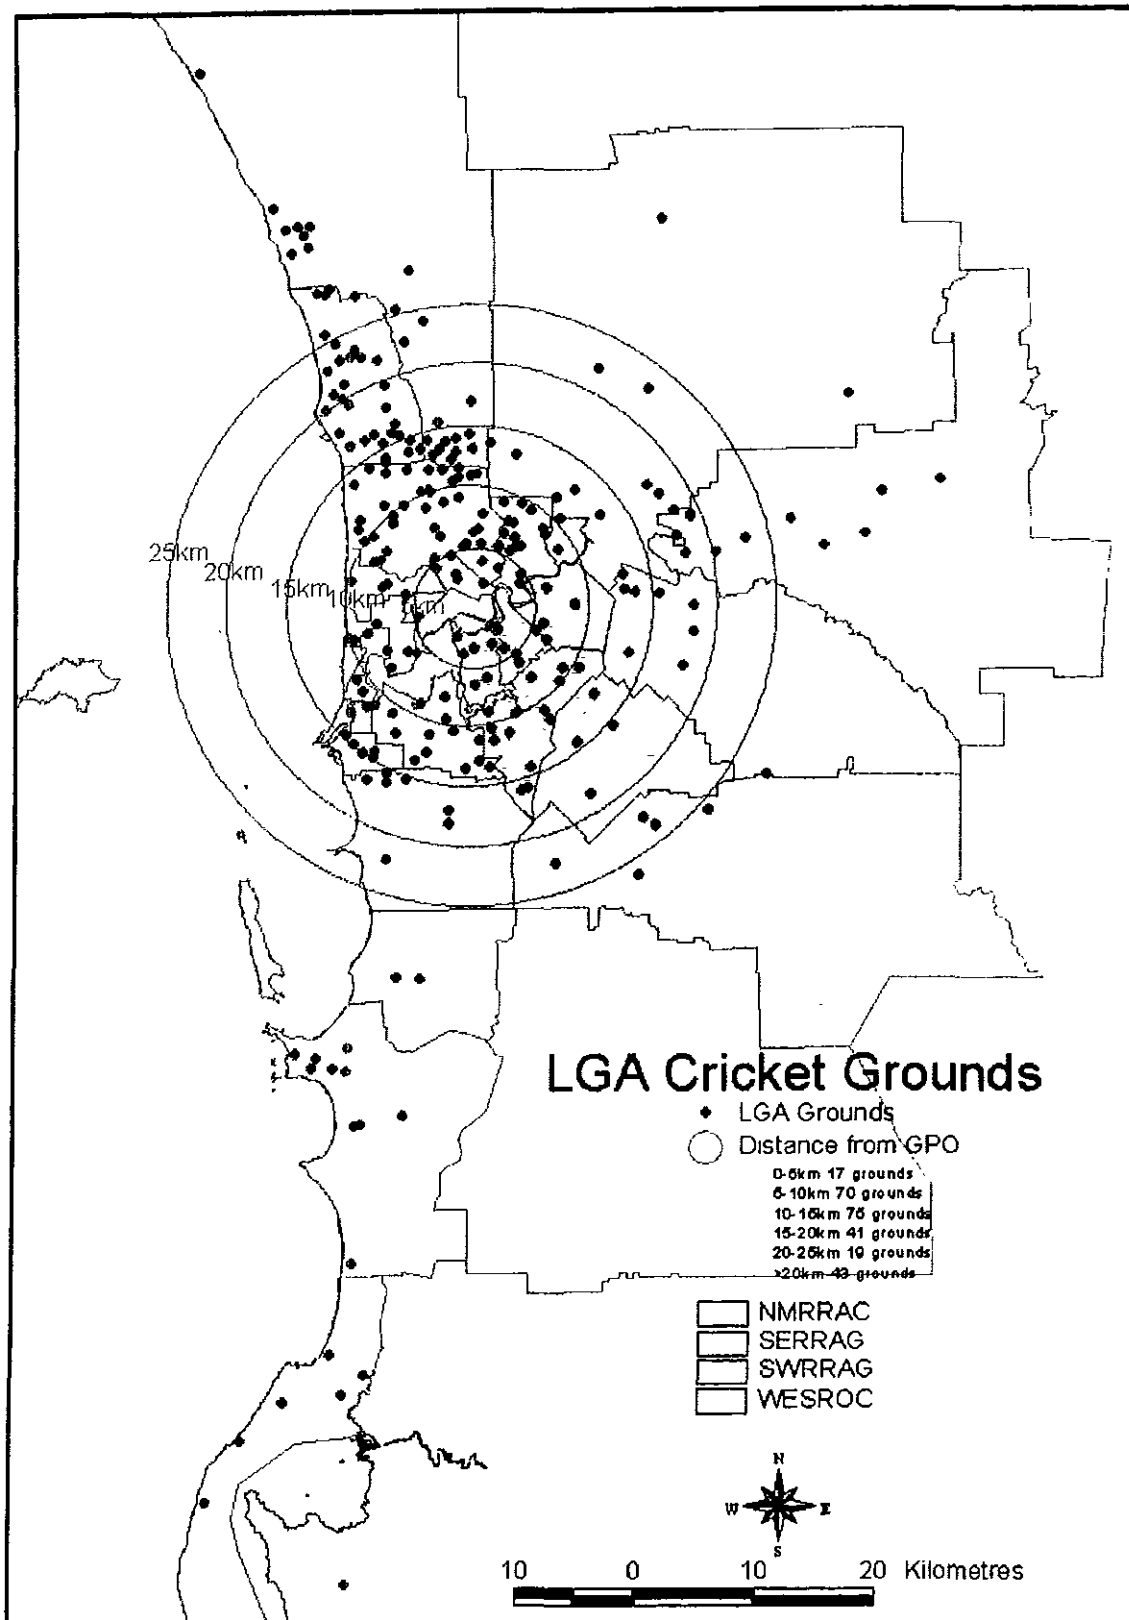 25km
20km
15km
10km
LGA Cricket Grounds
LGA Grounds
Distance from GPO
0-5km 17 grounds
5-10km 70 grounds
10-15km 75 grounds
15-20km 41 grounds
20-25km 19 grounds
>20km 43 grounds
NMRRAC
SERRAG
SWRRAG
WESROC
N
W E
S
10 0 10 20 Kilometres